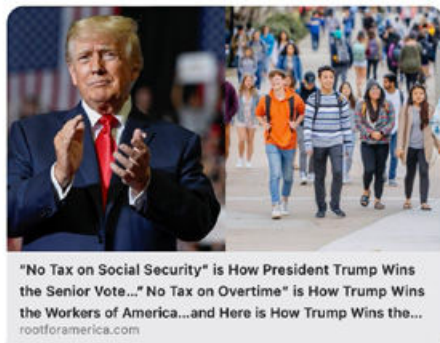 "No Tax on Social Security" is How President Trump Wins
the Senior Vote..." No Tax on Overtime" is How Trump Wins
the Workers of America...and Here is How Trump Wins the...
rootforamerica.com